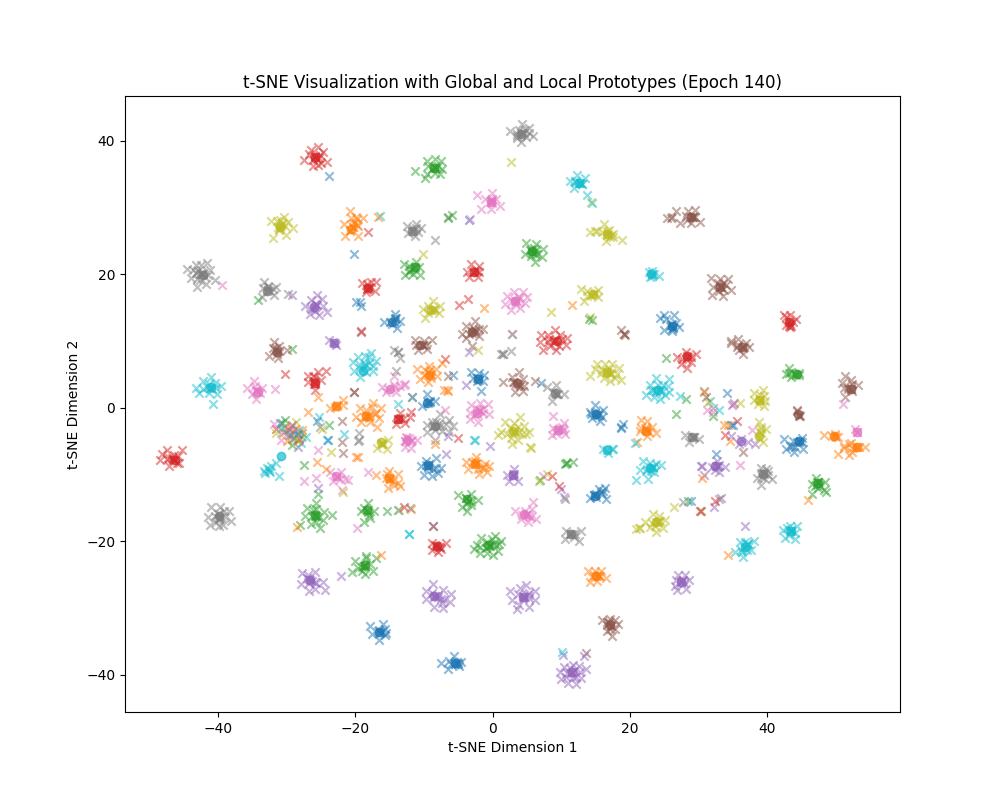 t-SNE Visualization with Global and Local Prototypes (Epoch 140)
40
20
0
−20
−40
t-SNE Dimension 2
−40 −20 0 20 40
t-SNE Dimension 1